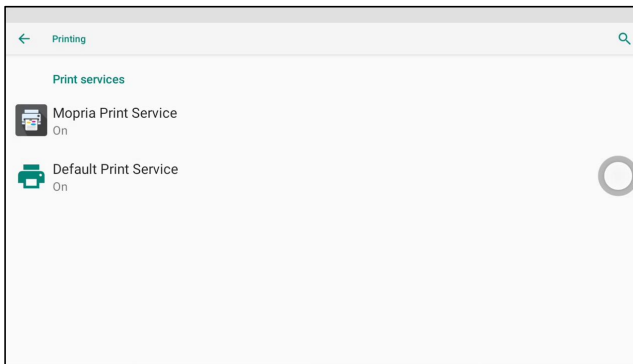 Printing
Print services
Mopria Print Service
On
Default Print Service
On